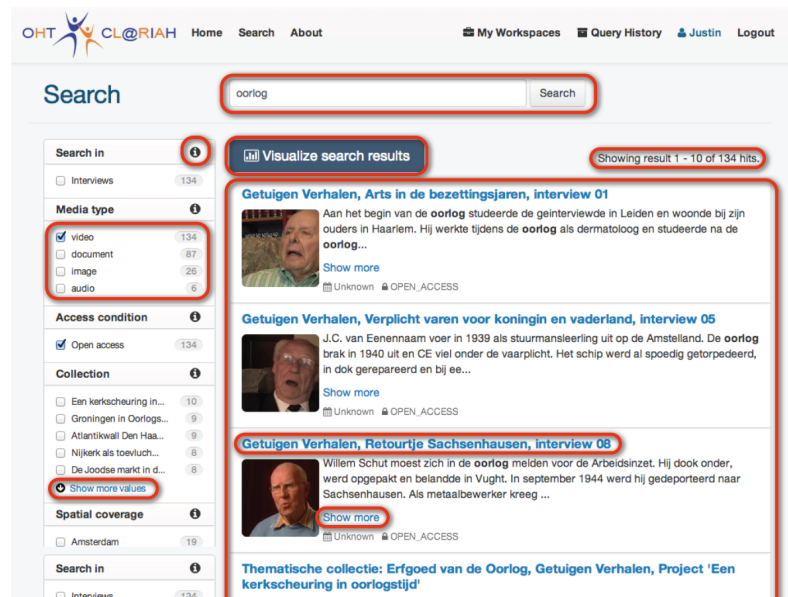 OHT CL@RIAH Home Search About My Workspaces Query History Justin Logout
Search
oorlog Search
Search in
Interviews 134
Media type
video 134
document 87
image 26
audio 6
Access condition
Open access 134
Collection
Een kerkscheuring in... 10
Groningen in Oorlogs... 9
Atlantikwall Den Haa... 9
Nijkerk als toevluch... 8
De Joodse markt in d... 8
Show more values
Spatial coverage
Amsterdam 19
Search in
Interviews 134
Visualize search results
Showing result 1 - 10 of 134 hits.
Getuigen Verhalen, Arts in de bezettingsjaren, interview 01
Aan het begin van de oorlog studeerde de geinterviewde in Leiden en woonde bij zijn
ouders in Haarlem. Hij werkte tijdens de oorlog als dermatoloog en studeerde na de
oorlog...
Show more
Unknown OPEN_ACCESS
Getuigen Verhalen, Verplicht varen voor koningin en vaderland, interview 05
J.C. van Eenennaam voer in 1939 als stuurmansleerling uit op de Amstelland. De oorlog
brak in 1940 uit en CE viel onder de vaarplicht. Het schip werd al spoedig getorpedeerd,
in dok gerepareerd en bij ee...
Show more
Unknown OPEN_ACCESS
Getuigen Verhalen, Retourtje Sachsenhausen, interview 08
Willem Schut moest zich in de oorlog melden voor de Arbeidsinzet. Hij dook onder,
werd opgepakt en belandde in Vught. In september 1944 werd hij gedeporteerd naar
Sachsenhausen. Als metaalbewerker kreeg ...
Show more
Unknown OPEN_ACCESS
Thematische collectie: Erfgoed van de Oorlog, Getuigen Verhalen, Project 'Een
kerkscheuring in oorlogstijd'